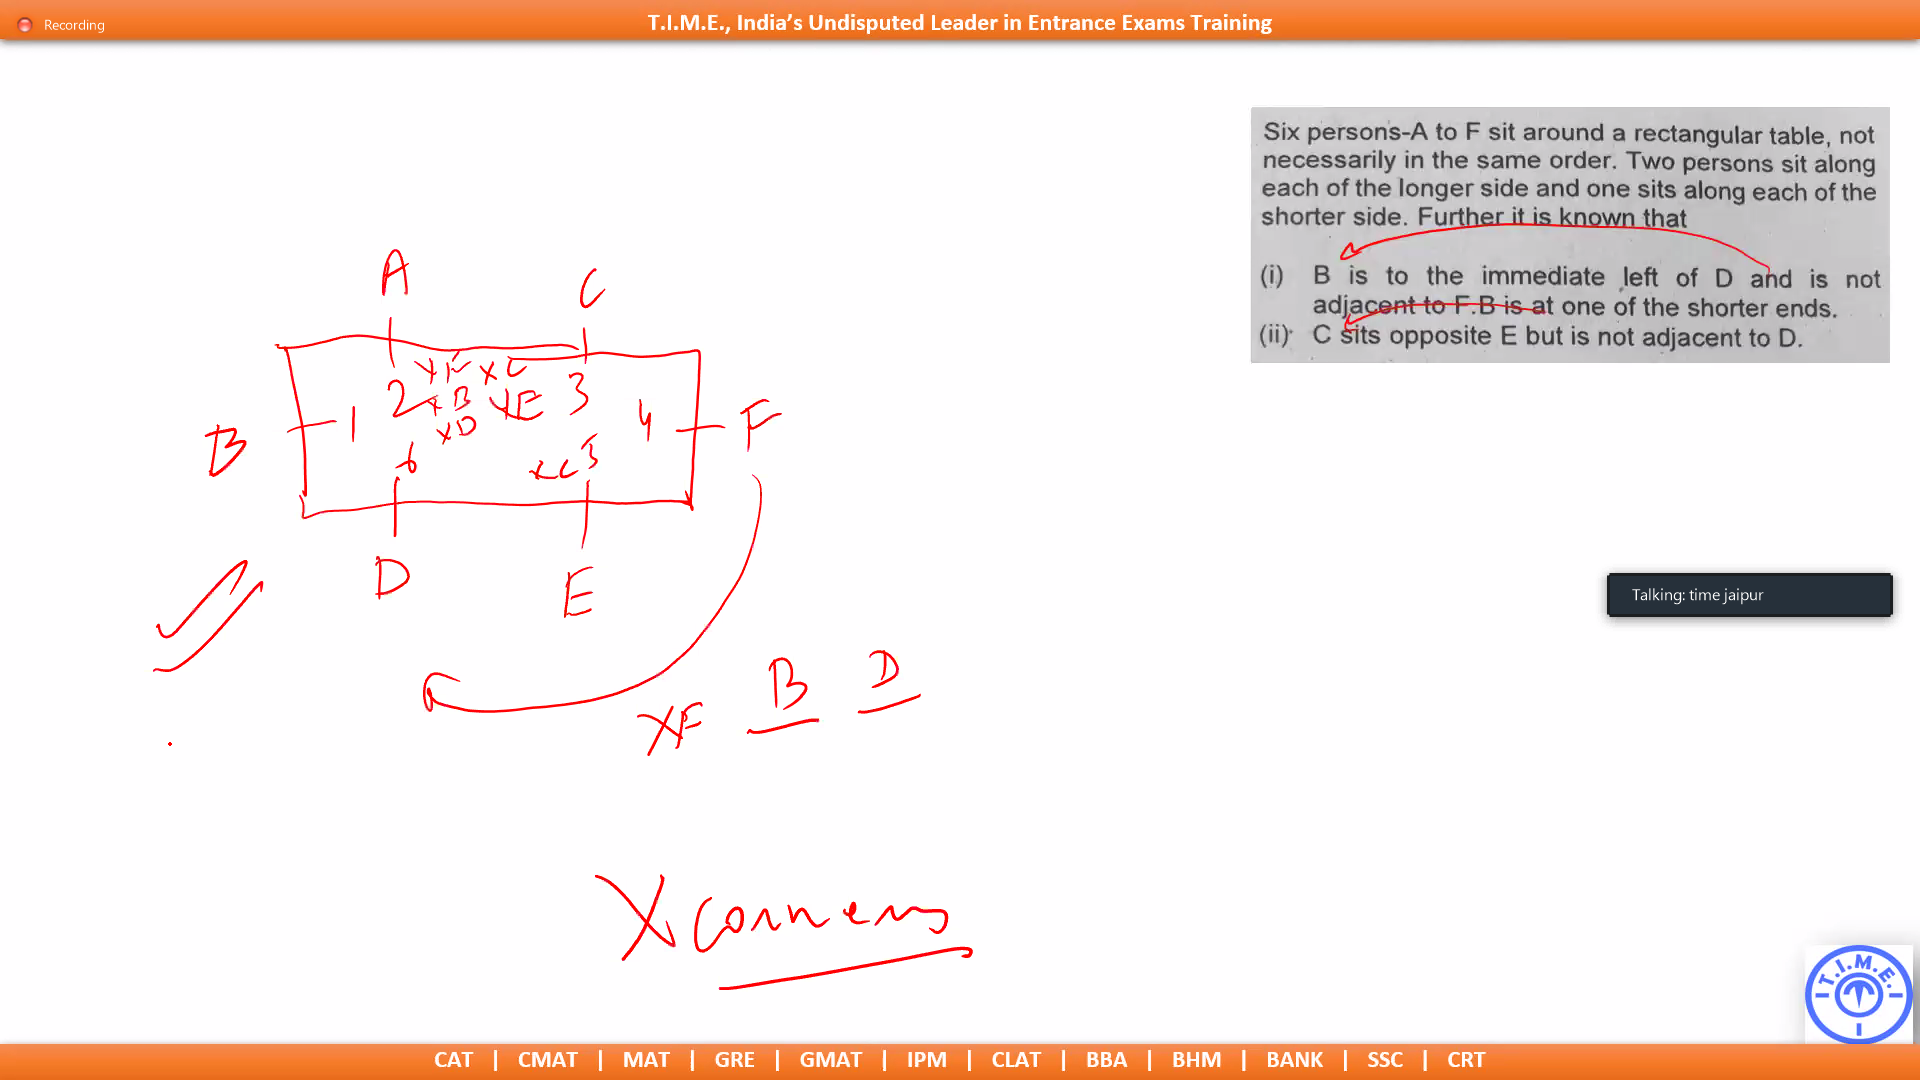 Recording
T.I.M.E., India's Undisputed Leader in Entrance Exams Training
Six persons-A to F sit around a rectangular table, not
necessarily in the same order. Two persons sit along
each of the longer side and one sits along each of the
shorter side. Further it is known that
(i) B is to the immediate left of D and is not
adjacent to F.B is at one of the shorter ends.
(ii) C sits opposite E but is not adjacent to D.
A C
XF XC
2 XB XE 3
XD
B 1 4 F
6 XC 5
D E
XF B D
X corners
Talking: time jaipur
T.I.M.E.
CAT | CMAT | MAT | GRE | GMAT | IPM | CLAT | BBA | BHM | BANK | SSC | CRT